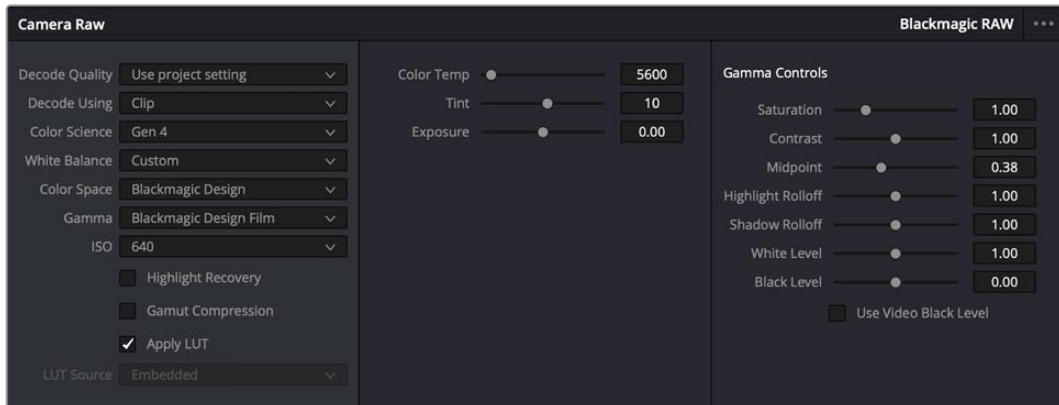 Camera Raw
Blackmagic RAW
Decode Quality Use project setting
Decode Using Clip
Color Science Gen 4
White Balance Custom
Color Space Blackmagic Design
Gamma Blackmagic Design Film
ISO 640
Highlight Recovery
Gamut Compression
Apply LUT
LUT Source Embedded
Color Temp 5600
Tint 10
Exposure 0.00
Gamma Controls
Saturation 1.00
Contrast 1.00
Midpoint 0.38
Highlight Rolloff 1.00
Shadow Rolloff 1.00
White Level 1.00
Black Level 0.00
Use Video Black Level